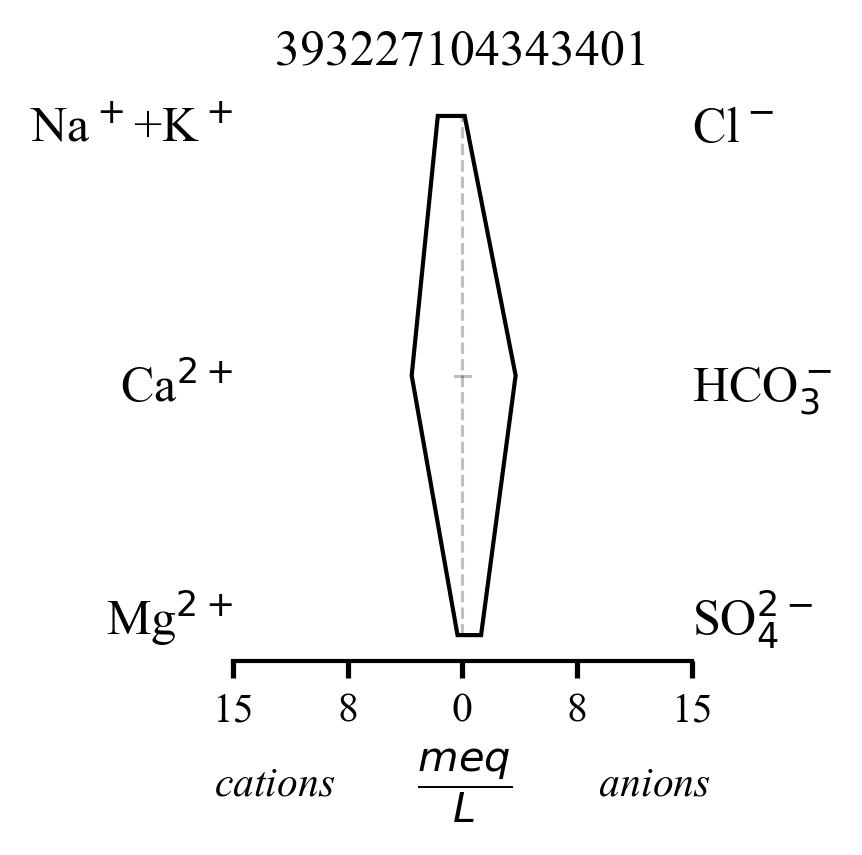 393227104343401
Na⁺+K⁺ Cl⁻
Ca²⁺ HCO₃⁻
Mg²⁺ SO₄²⁻
15 8 0 8 15
cations meq/L anions